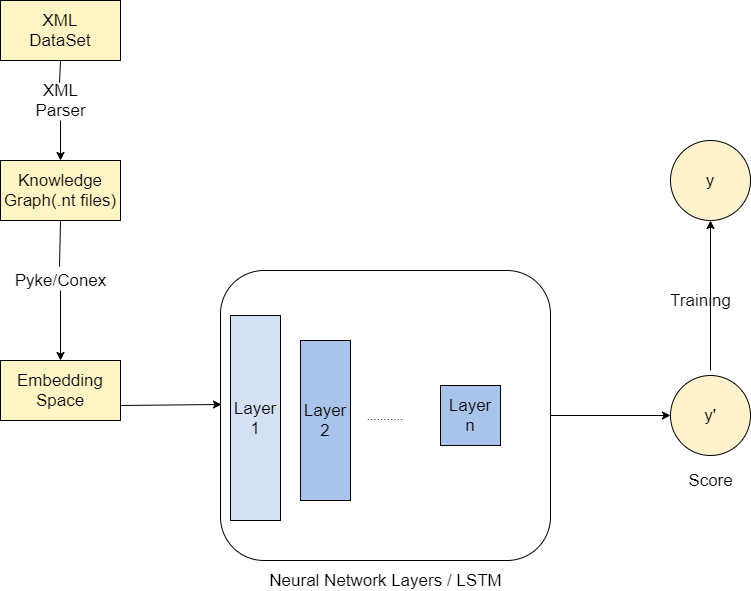 XML
DataSet
XML
Parser
Knowledge
Graph(.nt files)
Pyke/Conex
Embedding
Space
Layer
1
Layer
2
...........
Layer
n
Neural Network Layers / LSTM
y
Training
y'
Score